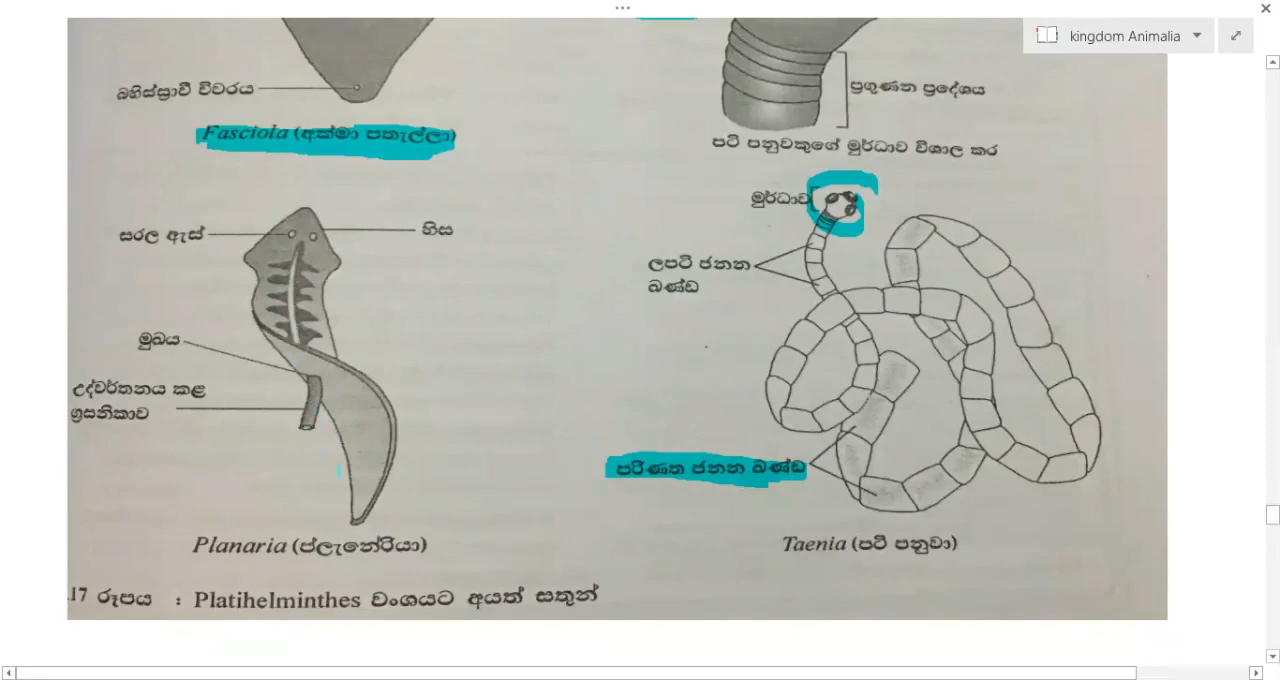 kingdom Animalia
බහිස්ස්‍රාවී විවරය
Fasciola (අක්මා පතැල්ලා)
ප්‍රගුණන ප්‍රදේශය
පටි පනුවකුගේ මූර්ධාව විශාල කර
මූර්ධාව
සරල ඇස්
හිස
ලපටි ජනන
ඛණ්ඩ
මුඛය
උද්වර්තනය කළ
ග්‍රසනිකාව
පරිණත ජනන ඛණ්ඩ
Planaria (ප්ලැනේරියා)
Taenia (පටි පනුවා)
.17 රූපය : Platihelminthes වංශයට අයත් සතුන්